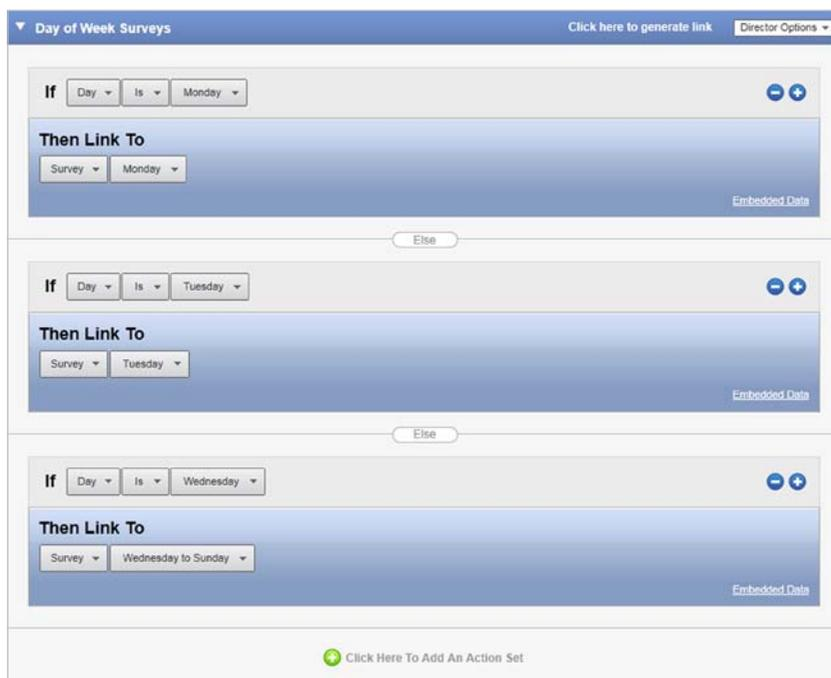 Day of Week Surveys Click here to generate link Director Options
If Day Is Monday
Then Link To
Survey Monday
Embedded Data
Else
If Day Is Tuesday
Then Link To
Survey Tuesday
Embedded Data
Else
If Day Is Wednesday
Then Link To
Survey Wednesday to Sunday
Embedded Data
Click Here To Add An Action Set